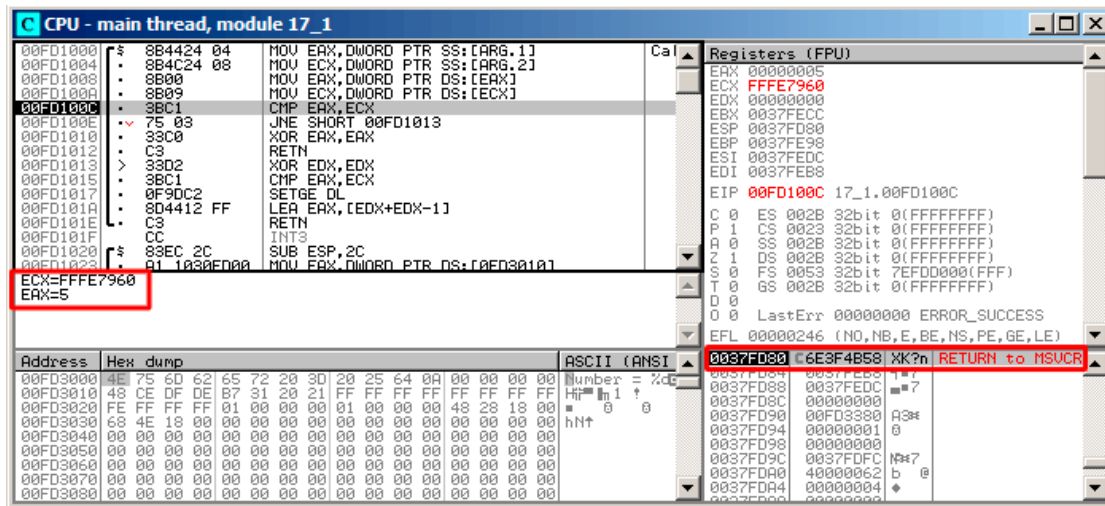 C CPU - main thread, module 17_1
00FD1000 $ 8B4424 04 MOV EAX,DWORD PTR SS:[ARG.1] Cal
00FD1004 . 8B4C24 08 MOV ECX,DWORD PTR SS:[ARG.2]
00FD1008 . 8B00 MOV EAX,DWORD PTR DS:[EAX]
00FD100A . 8B09 MOV ECX,DWORD PTR DS:[ECX]
00FD100C . 3BC1 CMP EAX,ECX
00FD100E . 75 03 JNE SHORT 00FD1013
00FD1010 . 33C0 XOR EAX,EAX
00FD1012 . C3 RETN
00FD1013 > 33D2 XOR EDX,EDX
00FD1015 . 3BC1 CMP EAX,ECX
00FD1017 . 0F9DC2 SETGE DL
00FD101A . 8D4412 FF LEA EAX,[EDX+EDX-1]
00FD101E . C3 RETN
00FD101F CC INT3
00FD1020 $ 83EC 2C SUB ESP,2C
00FD1023 . A1 1030FD00 MOV EAX,DWORD PTR DS:[0FD3010]
ECX=FFFE7960
EAX=5
Registers (FPU)
EAX 00000005
ECX FFFE7960
EDX 00000000
EBX 0037FECC
ESP 0037FD80
EBP 0037FE98
ESI 0037FEDC
EDI 0037FEB8
EIP 00FD100C 17_1.00FD100C
C 0 ES 002B 32bit 0(FFFFFFFF)
P 1 CS 0023 32bit 0(FFFFFFFF)
A 0 SS 002B 32bit 0(FFFFFFFF)
Z 1 DS 002B 32bit 0(FFFFFFFF)
S 0 FS 0053 32bit 7EFDD000(FFF)
T 0 GS 002B 32bit 0(FFFFFFFF)
D 0
O 0 LastErr 00000000 ERROR_SUCCESS
EFL 00000246 (NO,NB,E,BE,NS,PE,GE,LE)
Address Hex dump ASCII (ANSI
00FD3000 4E 75 6D 62 65 72 20 3D 20 25 64 0A 00 00 00 00 Number = %d
00FD3010 48 CE DF DE B7 31 20 21 FF FF FF FF FF FF FF FF
00FD3020 FE FF FF FF 01 00 00 00 01 00 00 00 48 28 18 00
00FD3030 68 4E 18 00 00 00 00 00 00 00 00 00 00 00 00 00 hN↑
00FD3040 00 00 00 00 00 00 00 00 00 00 00 00 00 00 00 00
00FD3050 00 00 00 00 00 00 00 00 00 00 00 00 00 00 00 00
00FD3060 00 00 00 00 00 00 00 00 00 00 00 00 00 00 00 00
00FD3070 00 00 00 00 00 00 00 00 00 00 00 00 00 00 00 00
00FD3080 00 00 00 00 00 00 00 00 00 00 00 00 00 00 00 00
0037FD80 C6E3F4B58 XK?n RETURN to MSVCR
0037FD84 0037FEB8
0037FD88 0037FEDC
0037FD8C 00000000
0037FD90 00FD3380
0037FD94 00000001
0037FD98 00000000
0037FD9C 0037FDFC
0037FDA0 40000062 b @
0037FDA4 00000004 ♦